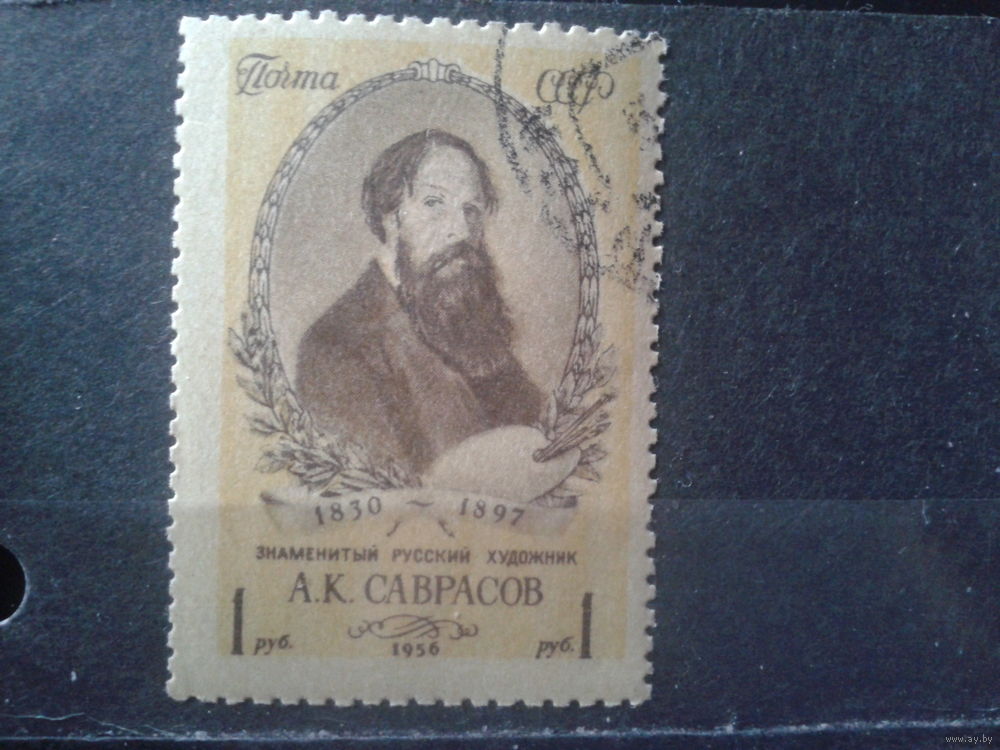 Почта СССР
1830 ~ 1897
ЗНАМЕНИТЫЙ РУССКИЙ ХУДОЖНИК
А.К. САВРАСОВ
1 руб. 1956 руб. 1
www.ay.by